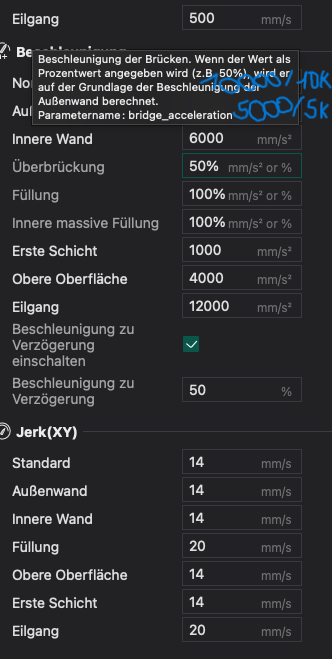 Eilgang 500 mm/s
Beschleunigung
Beschleunigung der Brücken. Wenn der Wert als
Prozentwert angegeben wird (z.B. 50%), wird er
auf der Grundlage der Beschleunigung der
Außenwand berechnet.
Parametername: bridge_acceleration
10000/10K
5000/5K
Innere Wand 6000 mm/s²
Überbrückung 50% mm/s² or %
Füllung 100% mm/s² or %
Innere massive Füllung 100% mm/s² or %
Erste Schicht 1000 mm/s²
Obere Oberfläche 4000 mm/s²
Eilgang 12000 mm/s²
Beschleunigung zu
Verzögerung
einschalten
Beschleunigung zu
Verzögerung 50 %
Jerk(XY)
Standard 14 mm/s
Außenwand 14 mm/s
Innere Wand 14 mm/s
Füllung 20 mm/s
Obere Oberfläche 14 mm/s
Erste Schicht 14 mm/s
Eilgang 20 mm/s